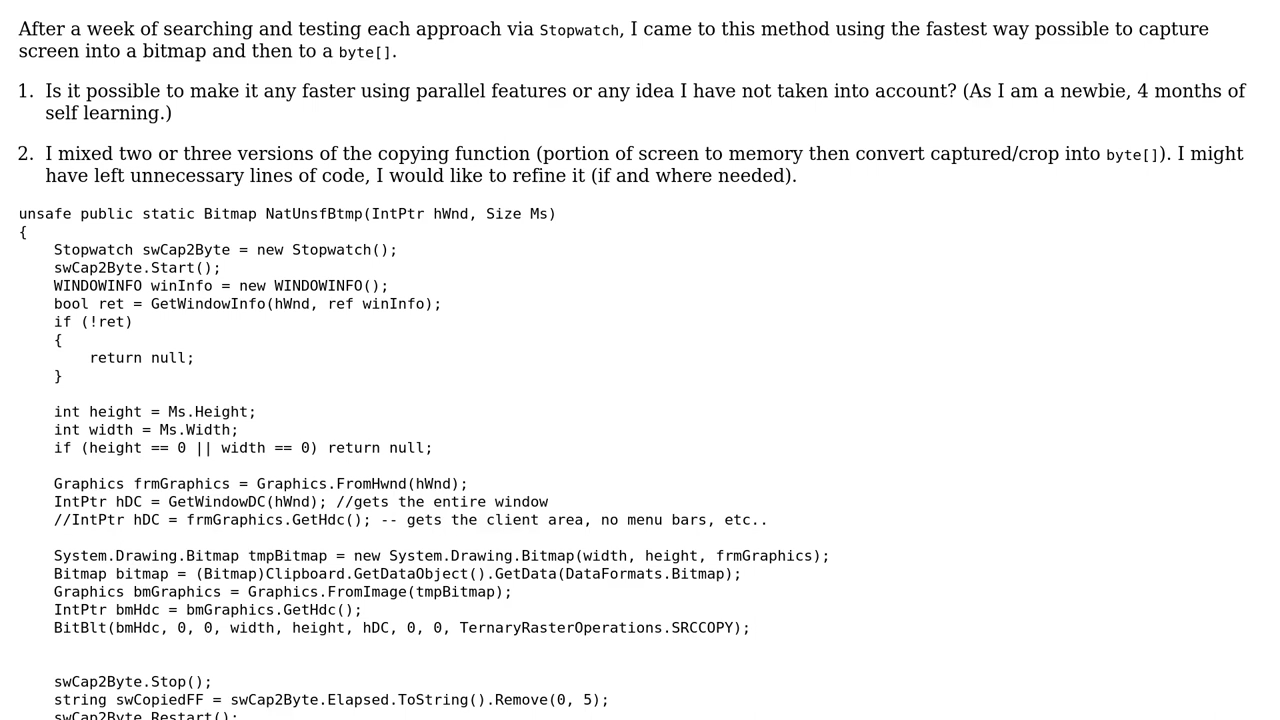 After a week of searching and testing each approach via Stopwatch, I came to this method using the fastest way possible to capture
screen into a bitmap and then to a byte[].
1. Is it possible to make it any faster using parallel features or any idea I have not taken into account? (As I am a newbie, 4 months of
self learning.)
2. I mixed two or three versions of the copying function (portion of screen to memory then convert captured/crop into byte[]). I might
have left unnecessary lines of code, I would like to refine it (if and where needed).
unsafe public static Bitmap NatUnsfBtmp(IntPtr hWnd, Size Ms)
{
    Stopwatch swCap2Byte = new Stopwatch();
    swCap2Byte.Start();
    WINDOWINFO winInfo = new WINDOWINFO();
    bool ret = GetWindowInfo(hWnd, ref winInfo);
    if (!ret)
    {
        return null;
    }
    int height = Ms.Height;
    int width = Ms.Width;
    if (height == 0 || width == 0) return null;
    Graphics frmGraphics = Graphics.FromHwnd(hWnd);
    IntPtr hDC = GetWindowDC(hWnd); //gets the entire window
    //IntPtr hDC = frmGraphics.GetHdc(); -- gets the client area, no menu bars, etc..
    System.Drawing.Bitmap tmpBitmap = new System.Drawing.Bitmap(width, height, frmGraphics);
    Bitmap bitmap = (Bitmap)Clipboard.GetDataObject().GetData(DataFormats.Bitmap);
    Graphics bmGraphics = Graphics.FromImage(tmpBitmap);
    IntPtr bmHdc = bmGraphics.GetHdc();
    BitBlt(bmHdc, 0, 0, width, height, hDC, 0, 0, TernaryRasterOperations.SRCCOPY);
    swCap2Byte.Stop();
    string swCopiedFF = swCap2Byte.Elapsed.ToString().Remove(0, 5);
    swCap2Byte.Restart();